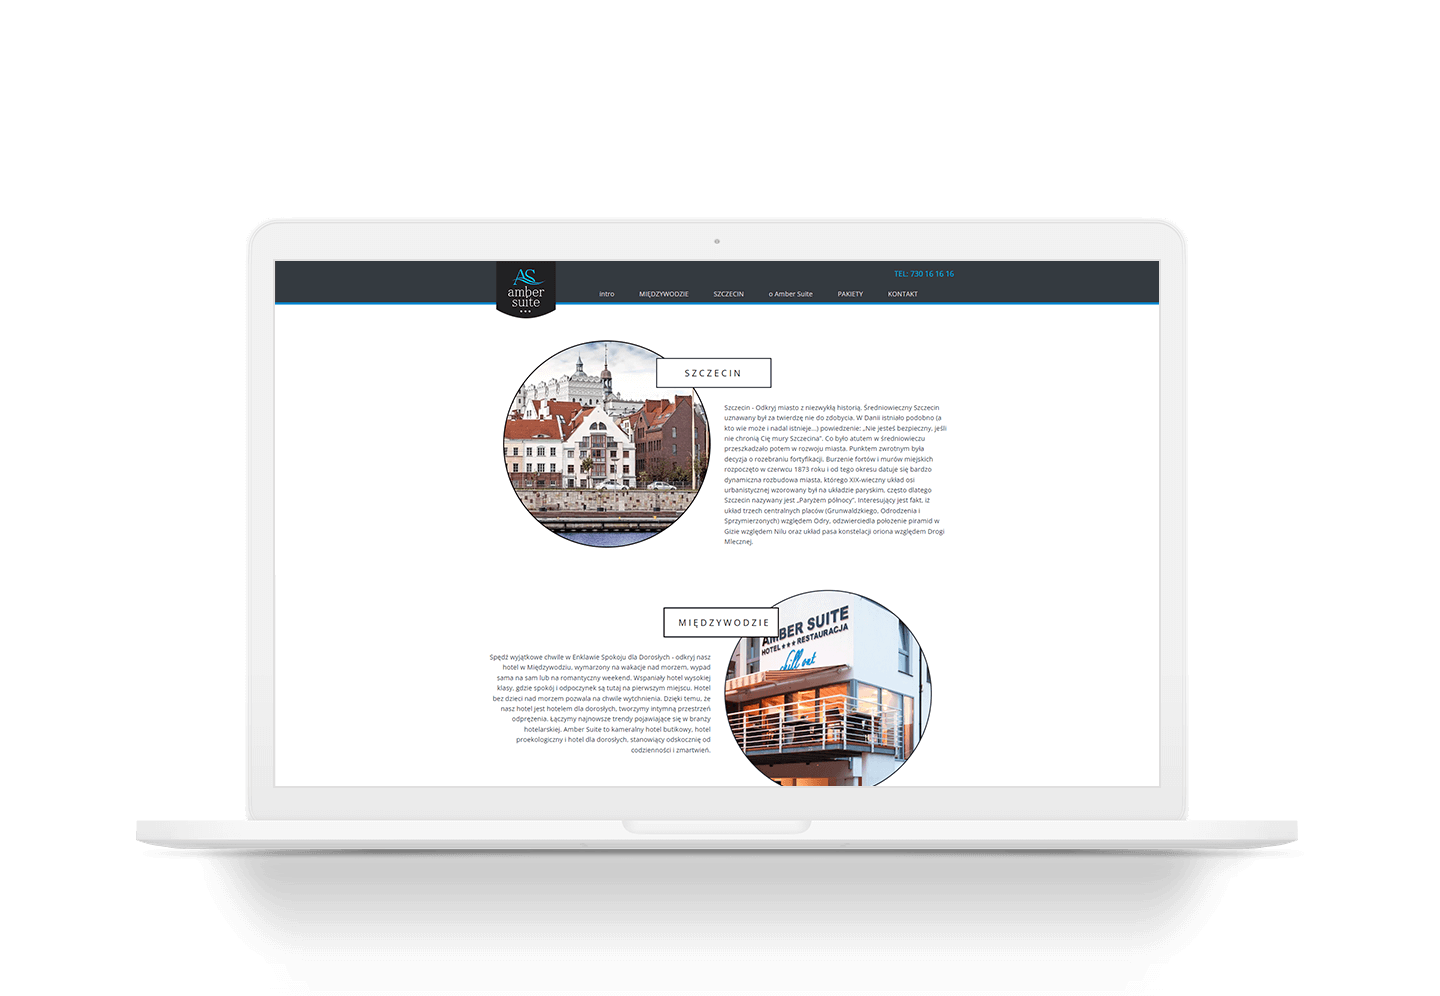 AS
amber
suite
TEL: 730 16 16 16
intro MIĘDZYWODZIE SZCZECIN o Amber Suite PAKIETY KONTAKT
SZCZECIN
Szczecin - Odkryj miasto z niezwykłą historią. Średniowieczny Szczecin
uznawany był za twierdzę nie do zdobycia. W Danii istniało podobno (a
kto wie może i nadal istnieje...) powiedzenie: „Nie jesteś bezpieczny, jeśli
nie chronią Cię mury Szczecina”. Co było atutem w średniowieczu
przeszkadzało potem w rozwoju miasta. Punktem zwrotnym była
decyzja o rozebraniu fortyfikacji. Burzenie fortów i murów miejskich
rozpoczęto w czerwcu 1873 roku i od tego okresu datuje się bardzo
dynamiczna rozbudowa miasta, którego XIX-wieczny układ osi
urbanistycznej wzorowany był na układzie paryskim, często dlatego
Szczecin nazywany jest „Paryżem północy”. Interesujący jest fakt, iż
układ trzech centralnych placów (Grunwaldzkiego, Odrodzenia i
Sprzymierzonych) względem Odry, odzwierciedla położenie piramid w
Gizie względem Nilu oraz układ pasa konstelacji oriona względem Drogi
Mlecznej.
MIĘDZYWODZIE
AMBER SUITE
HOTEL ★★★ RESTAURACJA
chill out
Spędź wyjątkowe chwile w Enklawie Spokoju dla Dorosłych - odkryj nasz
hotel w Międzywodziu, wymarzony na wakacje nad morzem, wypad
sama na sam lub na romantyczny weekend. Wspaniały hotel wysokiej
klasy, gdzie spokój i odpoczynek są tutaj na pierwszym miejscu. Hotel
bez dzieci nad morzem pozwala na chwile wytchnienia. Dzięki temu, że
nasz hotel jest hotelem dla dorosłych, tworzymy intymną przestrzeń
odprężenia. Łączymy najnowsze trendy pojawiające się w branży
hotelarskiej. Amber Suite to kameralny hotel butikowy, hotel
proekologiczny i hotel dla dorosłych, stanowiący odskocznię od
codzienności i zmartwień.